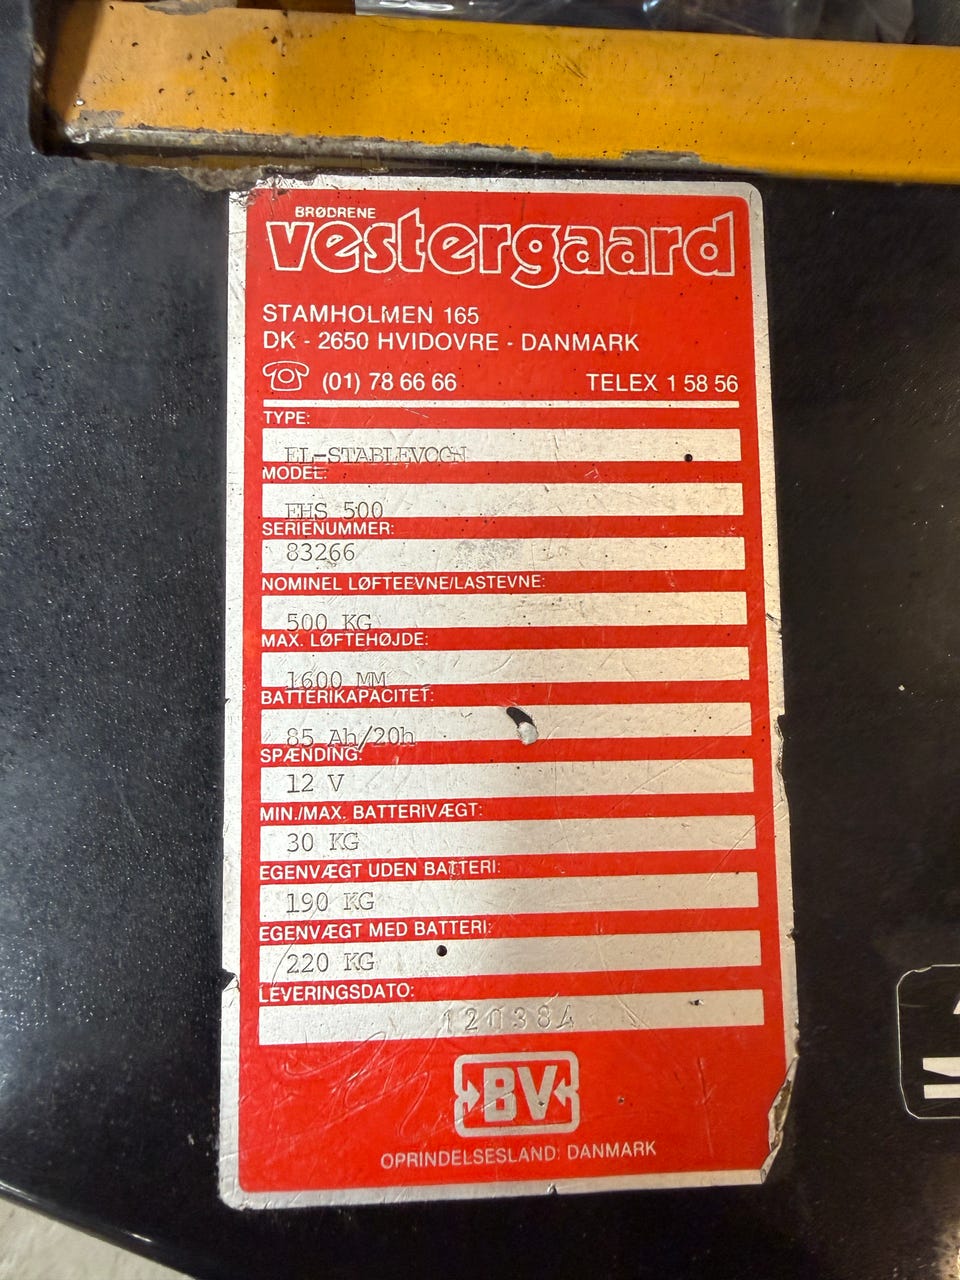 BRØDRENE
vestergaard
STAMHOLMEN 165
DK - 2650 HVIDOVRE - DANMARK
(01) 78 66 66 TELEX 1 58 56
TYPE:
EL-STABLEVOGN
MODEL:
EHS 500
SERIENUMMER:
83266
NOMINEL LØFTEEVNE/LASTEVNE:
500 KG
MAX. LØFTEHØJDE:
1600 MM
BATTERIKAPACITET:
85 Ah/20h
SPÆNDING:
12 V
MIN./MAX. BATTERIVÆGT:
30 KG
EGENVÆGT UDEN BATTERI:
190 KG
EGENVÆGT MED BATTERI:
220 KG
LEVERINGSDATO:
BV
OPRINDELSESLAND: DANMARK